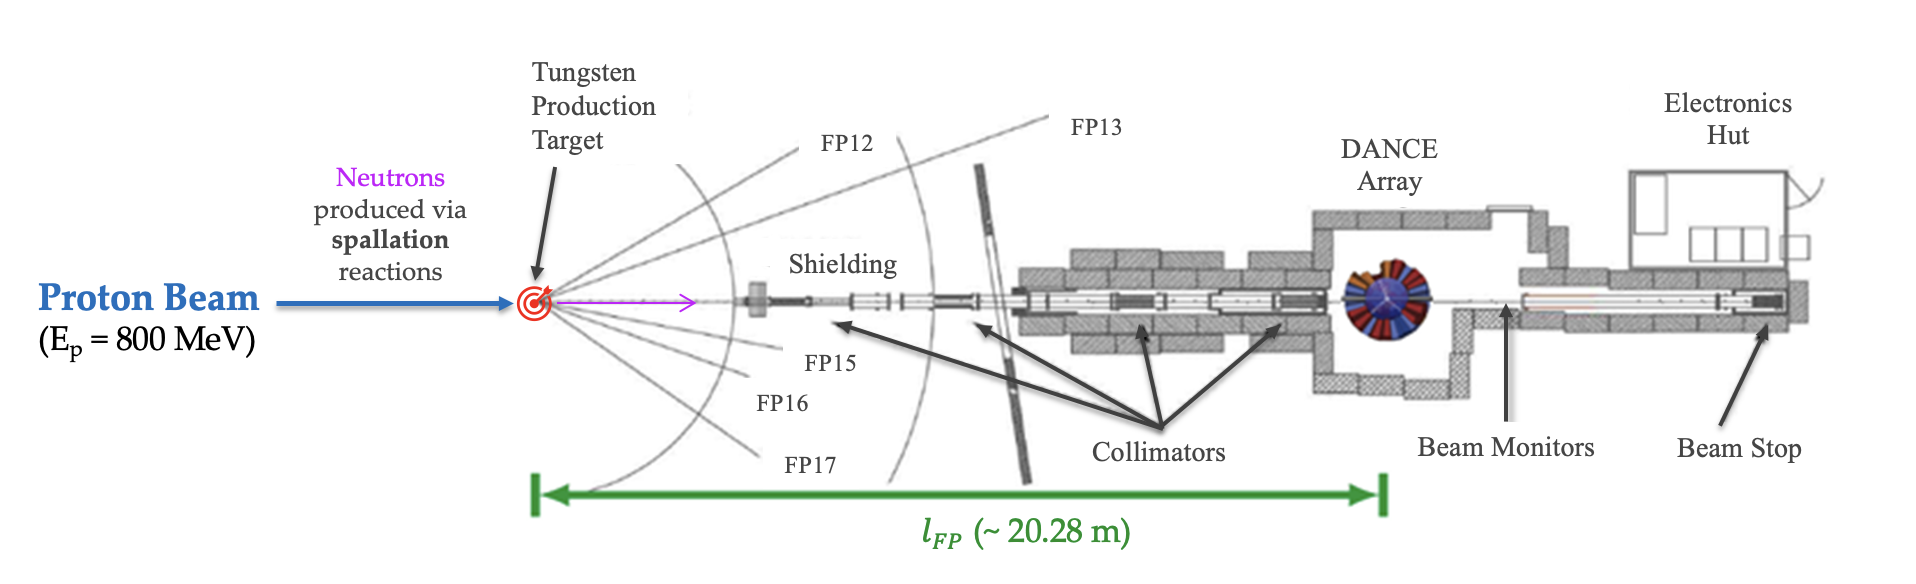 Tungsten
Production
Target
Neutrons
produced via
spallation
reactions
Proton Beam
(Eₚ = 800 MeV)
FP12
FP13
Shielding
FP15
FP16
FP17
Collimators
DANCE
Array
Electronics
Hut
Beam Monitors
Beam Stop
l_FP (~ 20.28 m)